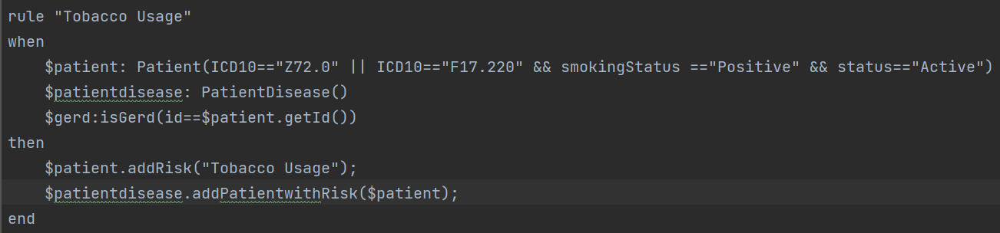 rule "Tobacco Usage"
when
$patient: Patient(ICD10=="Z72.0" || ICD10=="F17.220" && smokingStatus =="Positive" && status=="Active")
$patientdisease: PatientDisease()
$gerd:isGerd(id==$patient.getId())
then
$patient.addRisk("Tobacco Usage");
$patientdisease.addPatientwithRisk($patient);
end